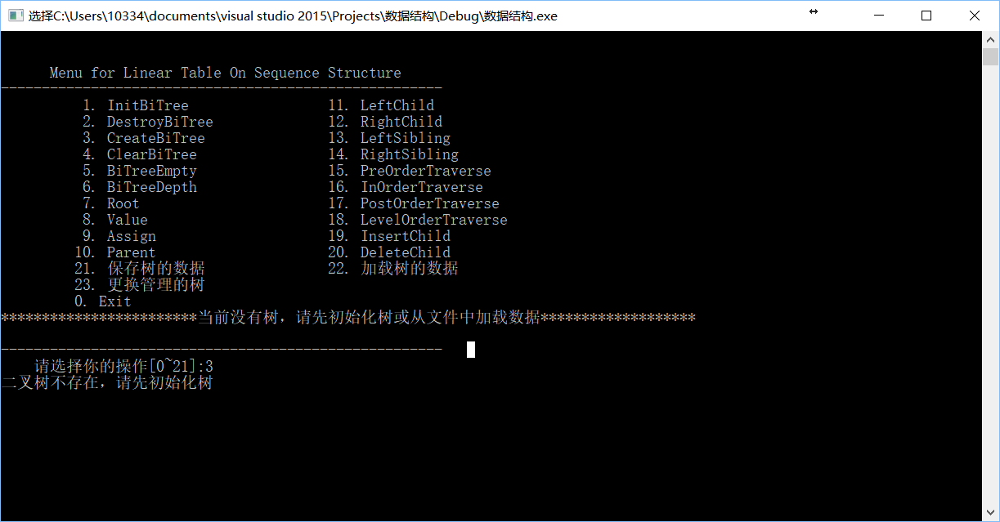 选择C:\Users\10334\documents\visual studio 2015\Projects\数据结构\Debug\数据结构.exe
Menu for Linear Table On Sequence Structure
------------------------------------------------------
1. InitBiTree 11. LeftChild
2. DestroyBiTree 12. RightChild
3. CreateBiTree 13. LeftSibling
4. ClearBiTree 14. RightSibling
5. BiTreeEmpty 15. PreOrderTraverse
6. BiTreeDepth 16. InOrderTraverse
7. Root 17. PostOrderTraverse
8. Value 18. LevelOrderTraverse
9. Assign 19. InsertChild
10. Parent 20. DeleteChild
21. 保存树的数据 22. 加载树的数据
23. 更换管理的树
0. Exit
************************当前没有树，请先初始化树或从文件中加载数据*******************
------------------------------------------------------
请选择你的操作[0~21]:3
二叉树不存在，请先初始化树